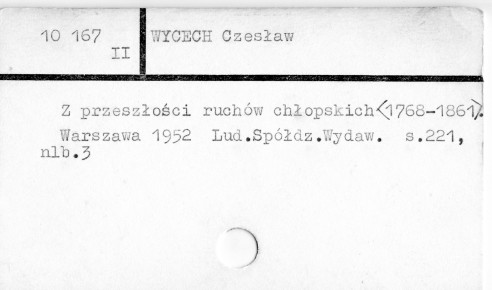 10 167 WYCECH Czesław
II
Z przeszłości ruchów chłopskich<1768-1861>.
Warszawa 1952 Lud.Spółdz.Wydaw. s.221,
nlb.3